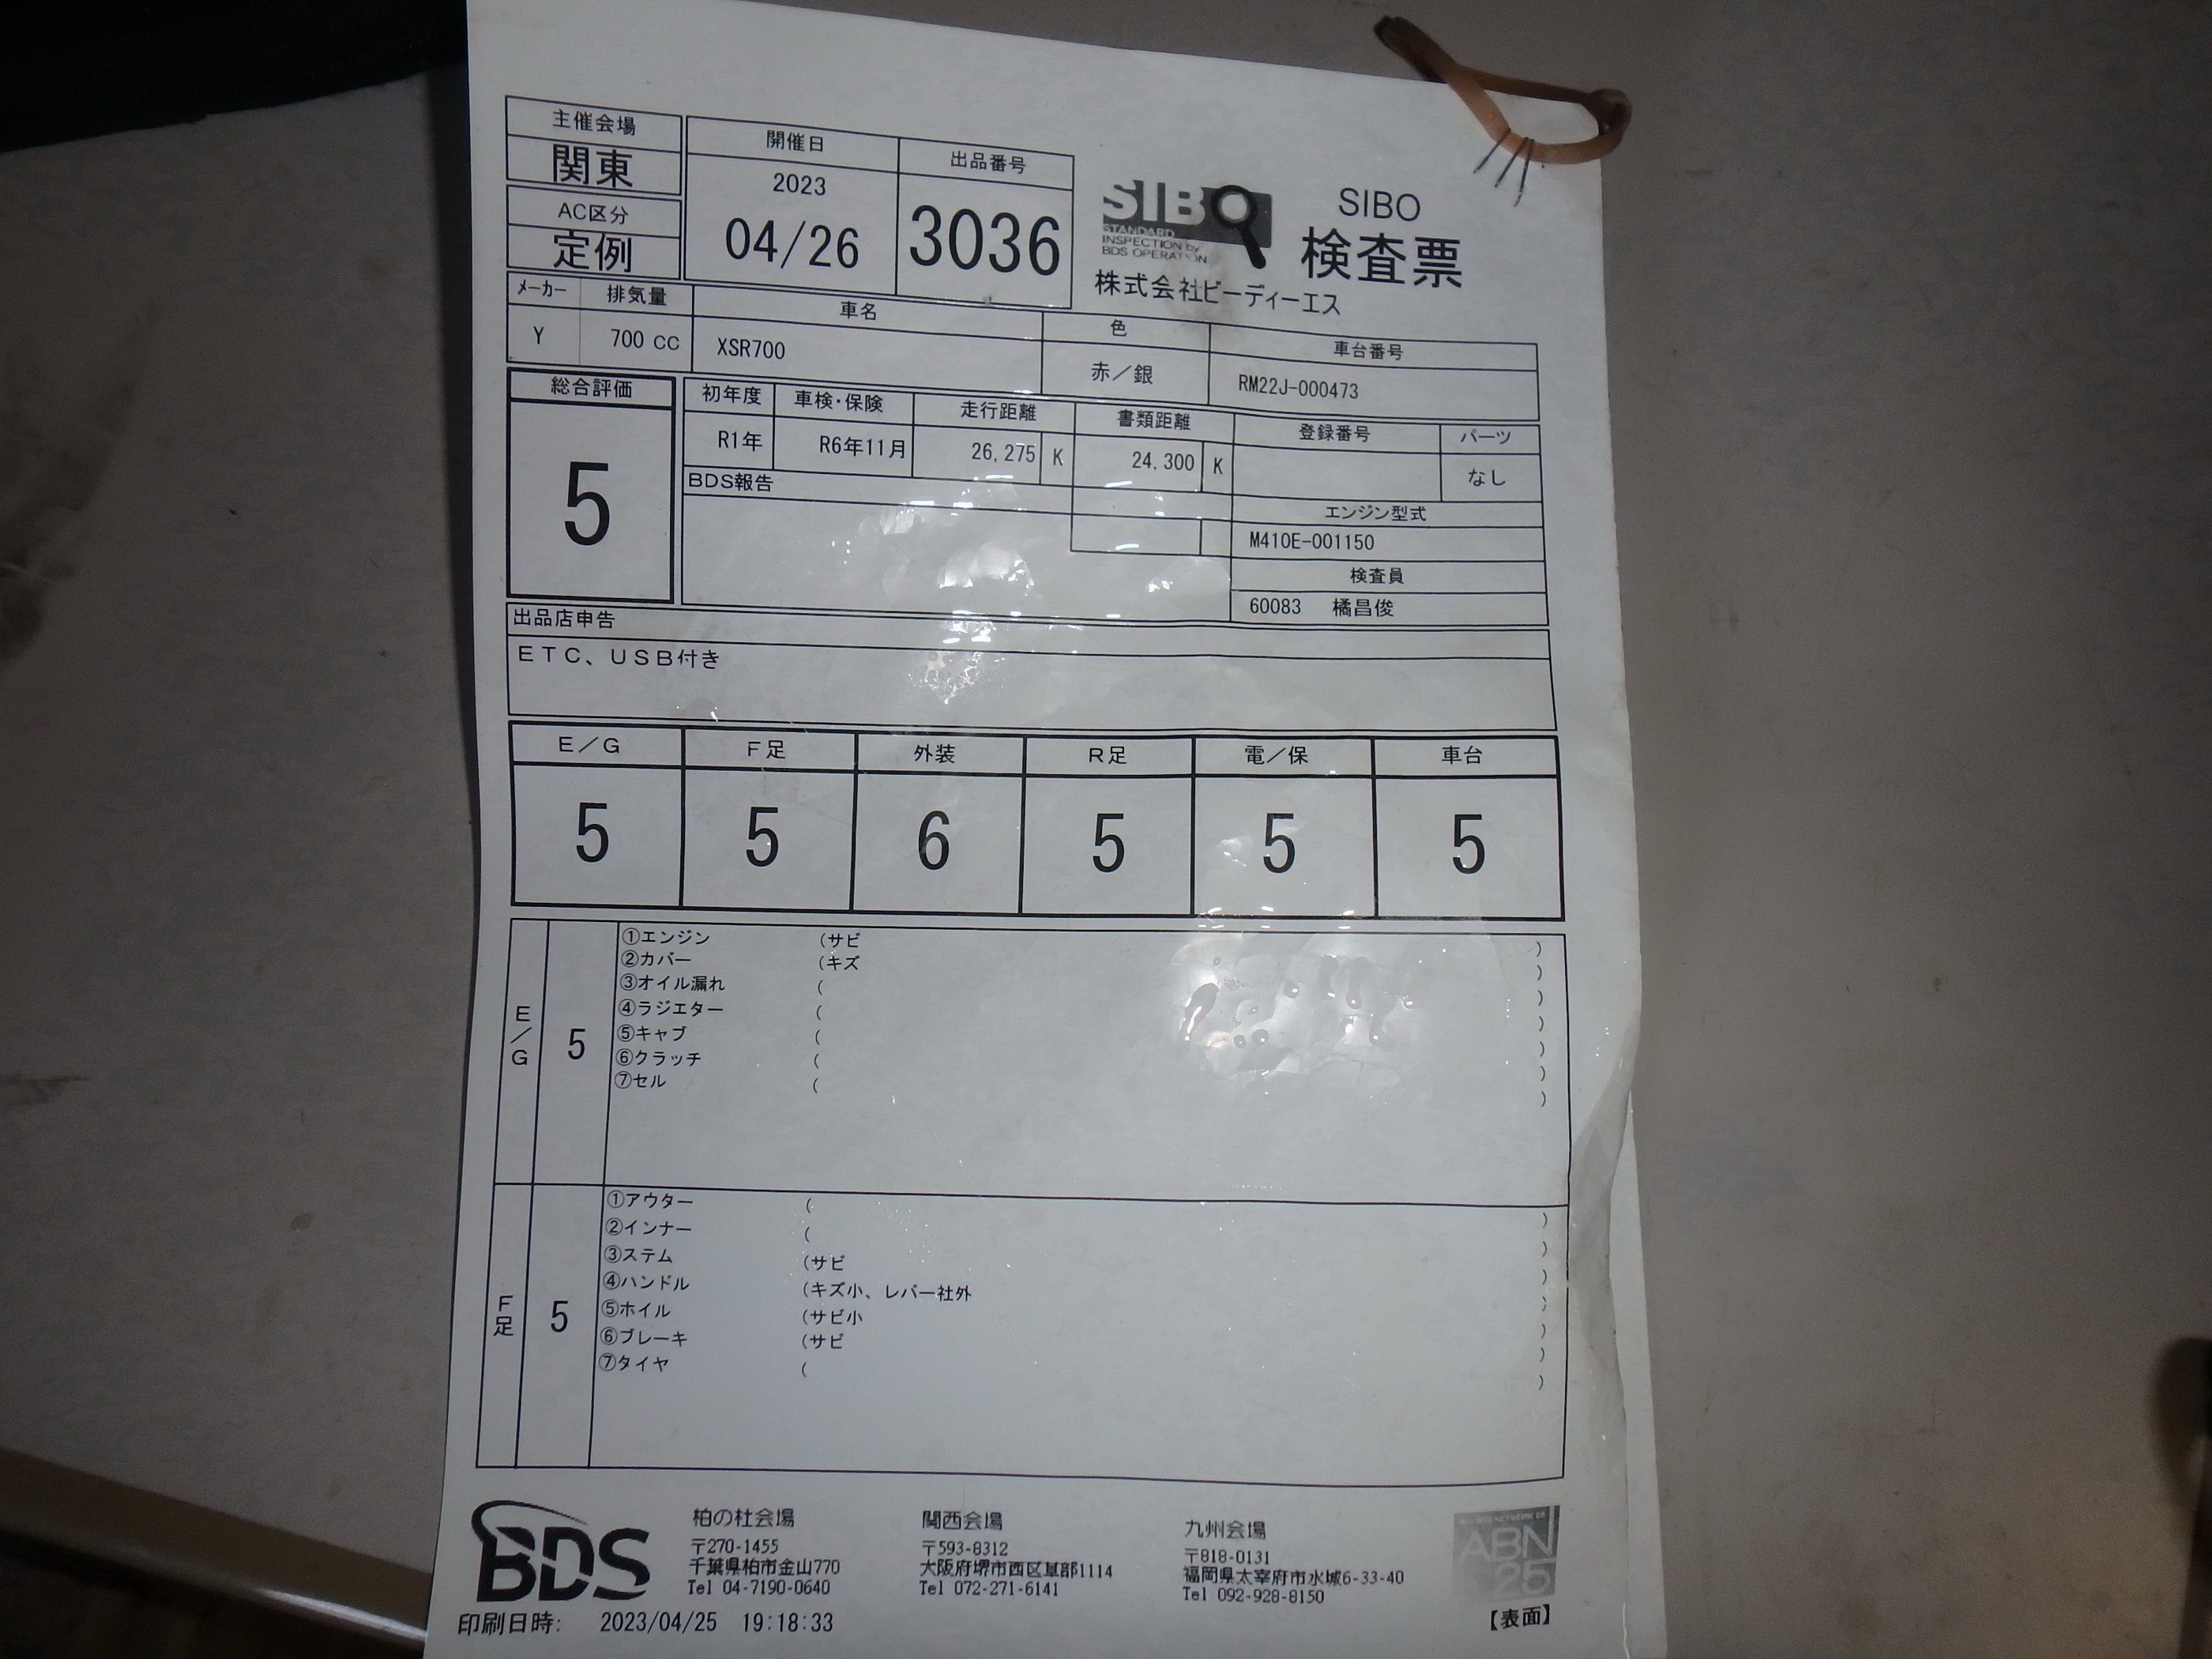 主催会場
関東
AC区分
定例
開催日
2023
04/26
出品番号
3036
SIBO
STANDARD
INSPECTION by
BDS OPERATION
SIBO
検査票
株式会社ビーディーエス
メーカー 排気量 車名 色 車台番号
Y 700 CC XSR700 赤／銀 RM22J-000473
総合評価
5
初年度 車検・保険 走行距離 書類距離 登録番号 パーツ
R1年 R6年11月 26,275 K 24,300 K なし
BDS報告
エンジン型式
M410E-001150
検査員
60083 橘昌俊
出品店申告
ＥＴＣ、ＵＳＢ付き
Ｅ／Ｇ Ｆ足 外装 Ｒ足 電／保 車台
5 5 6 5 5 5
Ｅ／Ｇ
5
①エンジン （サビ ）
②カバー （キズ ）
③オイル漏れ （ ）
④ラジエター （ ）
⑤キャブ （ ）
⑥クラッチ （ ）
⑦セル （ ）
Ｆ足
5
①アウター （ ）
②インナー （ ）
③ステム （サビ ）
④ハンドル （キズ小、レバー社外 ）
⑤ホイル （サビ小 ）
⑥ブレーキ （サビ ）
⑦タイヤ （ ）
BDS
柏の杜会場
〒270-1455
千葉県柏市金山770
Tel 04-7190-0640
関西会場
〒593-8312
大阪府堺市西区草部1114
Tel 072-271-6141
九州会場
〒818-0131
福岡県太宰府市水城6-33-40
Tel 092-928-8150
ABN
25
【表面】
印刷日時: 2023/04/25 19:18:33